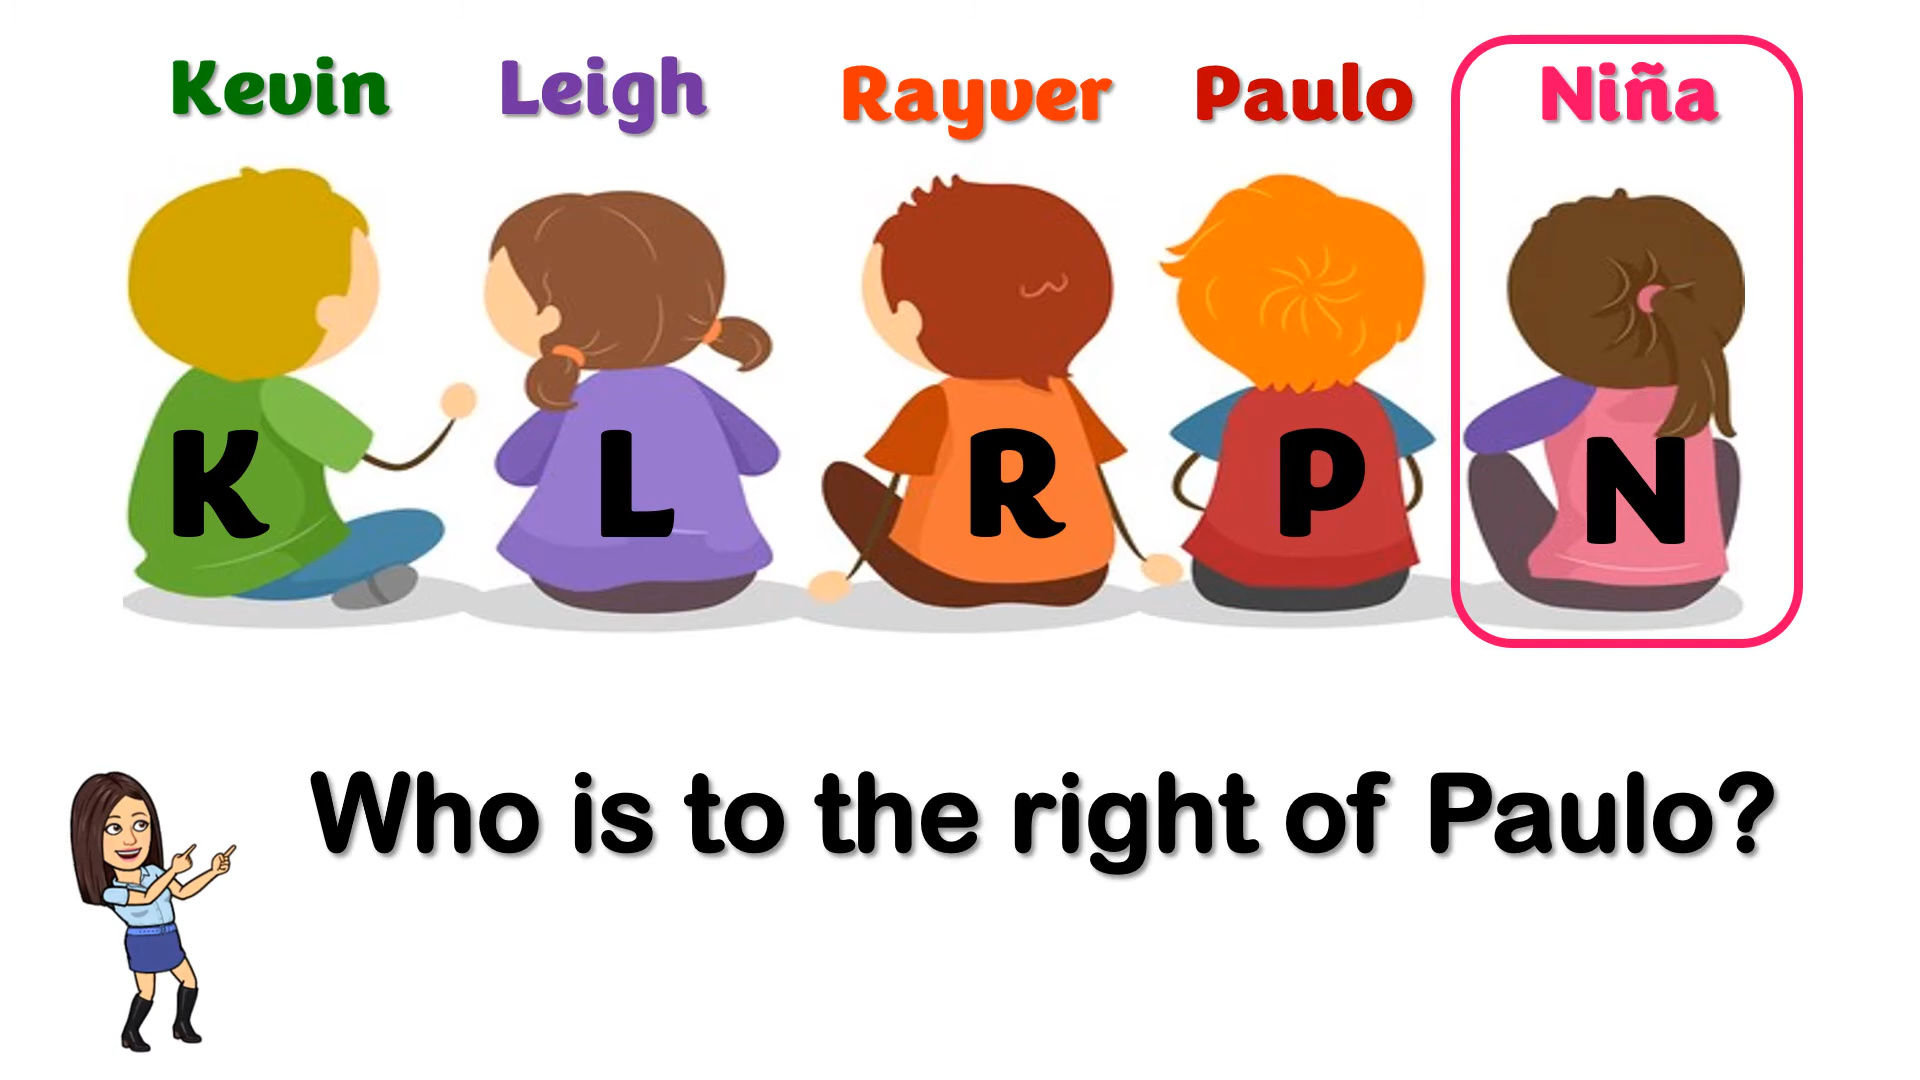 Kevin Leigh Rayver Paulo Niña
K L R P N
Who is to the right of Paulo?